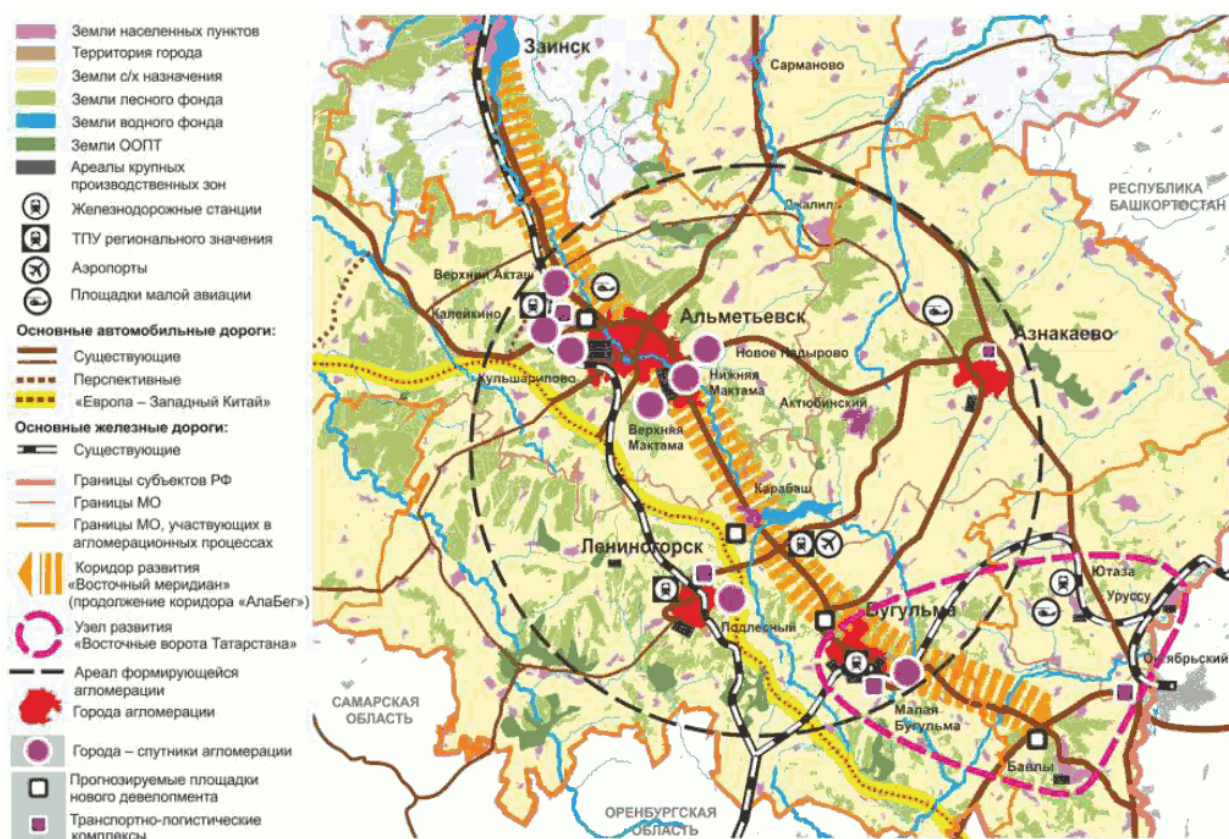 Земли населенных пунктов
Территория города
Земли с/х назначения
Земли лесного фонда
Земли водного фонда
Земли ООПТ
Ареалы крупных
производственных зон
Железнодорожные станции
ТПУ регионального значения
Аэропорты
Площадки малой авиации
Основные автомобильные дороги:
Существующие
Перспективные
«Европа – Западный Китай»
Основные железные дороги:
Существующие
Границы субъектов РФ
Границы МО
Границы МО, участвующих в
агломерационных процессах
Коридор развития
«Восточный меридиан»
(продолжение коридора «АлаБег»)
Узел развития
«Восточные ворота Татарстана»
Ареал формирующейся
агломерации
Города агломерации
Города – спутники агломерации
Прогнозируемые площадки
нового девелопмента
Транспортно-логистические
комплексы
Заинск
Сарманово
РЕСПУБЛИКА
БАШКОРТОСТАН
Джалиль
Верхний Акташ
Калейкино
Альметьевск
Азнакаево
Новое Надырово
Кульшарипово
Нижняя
Мактама
Актюбинский
Верхняя
Мактама
Карабаш
Лениногорск
Ютаза
Уруссу
Бугульма
Подлесный
Октябрьский
САМАРСКАЯ
ОБЛАСТЬ
Малая
Бугульма
Бавлы
ОРЕНБУРГСКАЯ
ОБЛАСТЬ